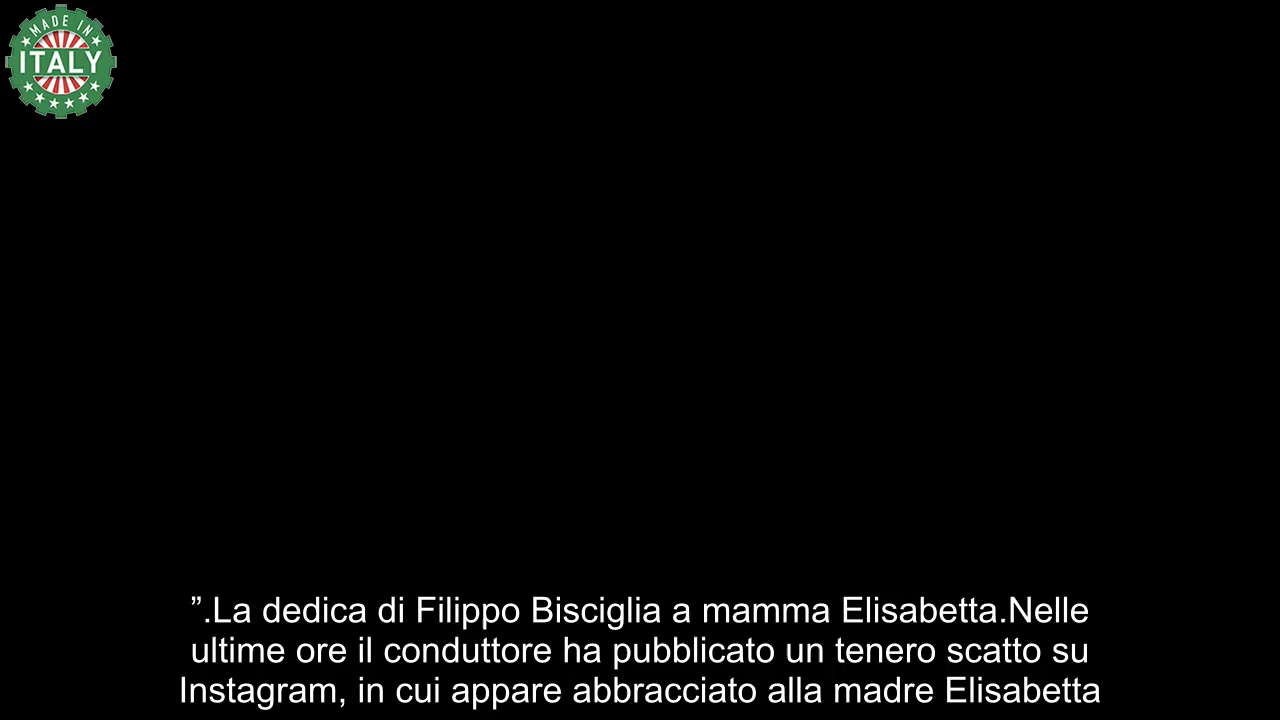 MADE IN
ITALY
”.La dedica di Filippo Bisciglia a mamma Elisabetta.Nelle
ultime ore il conduttore ha pubblicato un tenero scatto su
Instagram, in cui appare abbracciato alla madre Elisabetta